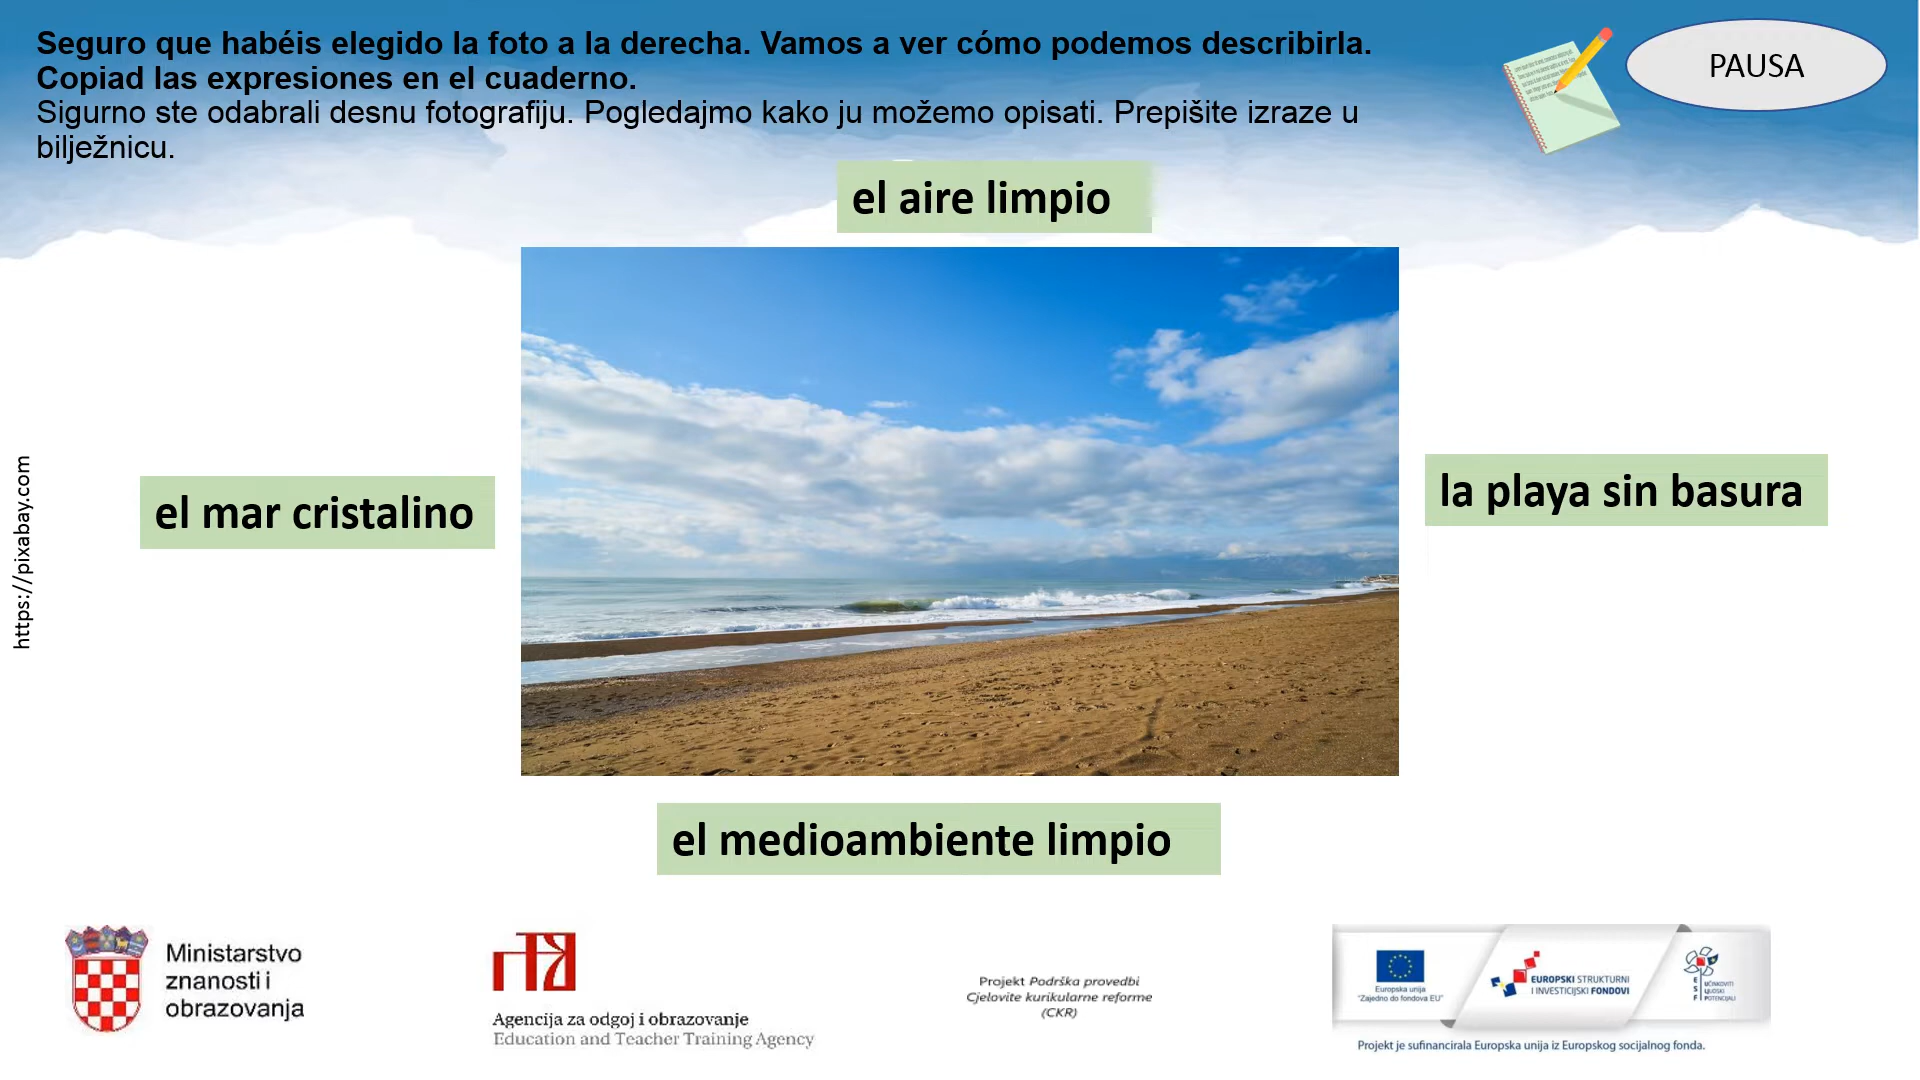 Seguro que habéis elegido la foto a la derecha. Vamos a ver cómo podemos describirla.
Copiad las expresiones en el cuaderno.
Sigurno ste odabrali desnu fotografiju. Pogledajmo kako ju možemo opisati. Prepišite izraze u
bilježnicu.
PAUSA
el aire limpio
el mar cristalino
la playa sin basura
el medioambiente limpio
https://pixabay.com
Ministarstvo
znanosti i
obrazovanja
Agencija za odgoj i obrazovanje
Education and Teacher Training Agency
Projekt Podrška provedbi
Cjelovite kurikularne reforme
(CKR)
Europska unija
"Zajedno do fondova EU"
EUROPSKI STRUKTURNI
I INVESTICIJSKI FONDOVI
ESF
UČINKOVITI
LJUDSKI
POTENCIJALI
Projekt je sufinancirala Europska unija iz Europskog socijalnog fonda.